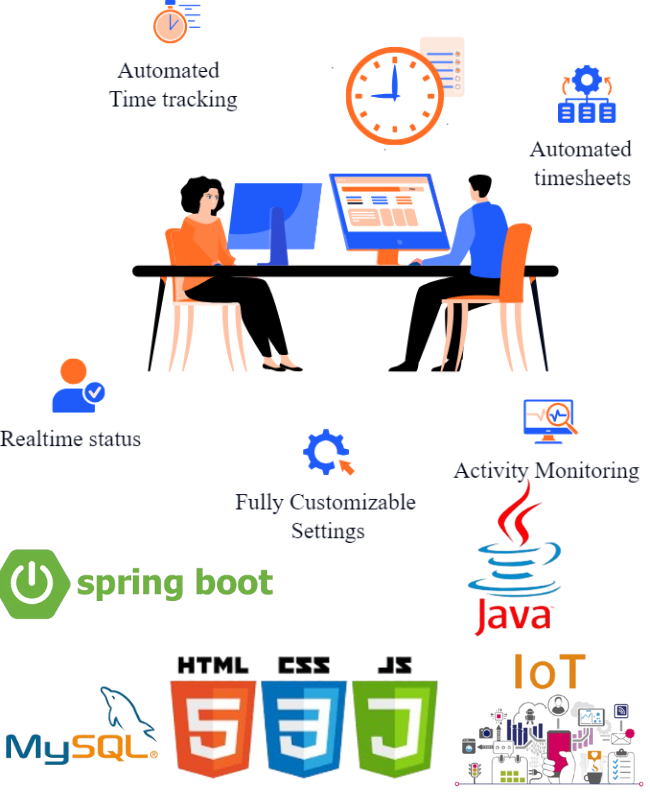 Automated
Time tracking
Automated
timesheets
Realtime status
Activity Monitoring
Fully Customizable
Settings
spring boot
Java
HTML
CSS
JS
5
3
IoT
MySQL